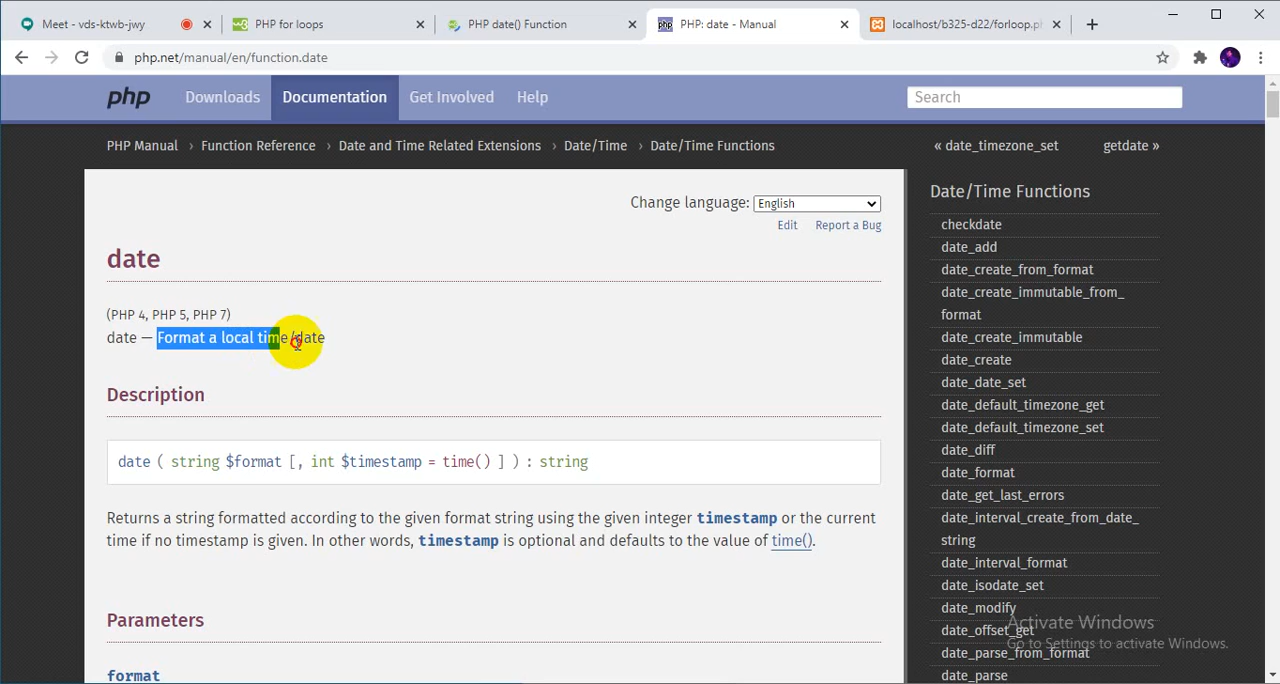 Meet - vds-ktwb-jwy
PHP for loops
PHP date() Function
PHP: date - Manual
localhost/b325-d22/forloop.ph
php.net/manual/en/function.date
php
Downloads
Documentation
Get Involved
Help
Search
PHP Manual › Function Reference › Date and Time Related Extensions › Date/Time › Date/Time Functions
« date_timezone_set
getdate »
Change language: English
Edit
Report a Bug
date
(PHP 4, PHP 5, PHP 7)
date — Format a local time/date
Description
date ( string $format [, int $timestamp = time() ] ) : string
Returns a string formatted according to the given format string using the given integer timestamp or the current
time if no timestamp is given. In other words, timestamp is optional and defaults to the value of time().
Parameters
format
Date/Time Functions
checkdate
date_add
date_create_from_format
date_create_immutable_from_
format
date_create_immutable
date_create
date_date_set
date_default_timezone_get
date_default_timezone_set
date_diff
date_format
date_get_last_errors
date_interval_create_from_date_
string
date_interval_format
date_isodate_set
date_modify
date_offset_get
date_parse_from_format
date_parse
Activate Windows
Go to Settings to activate Windows.